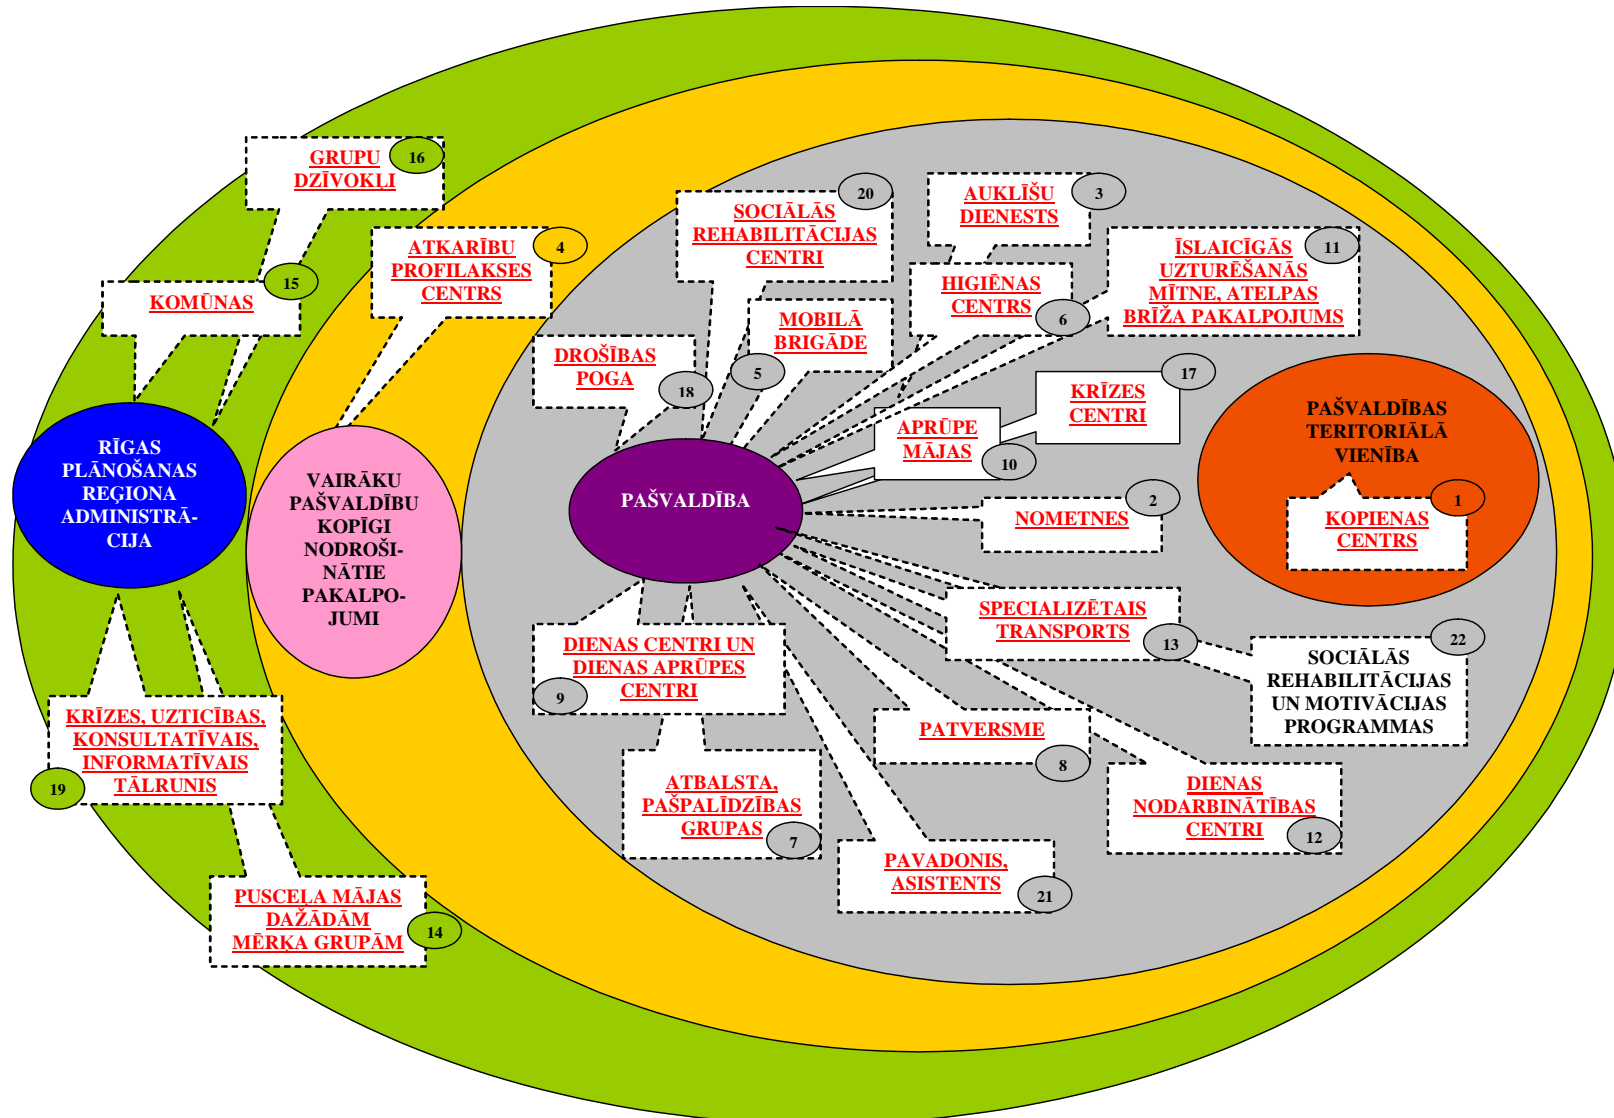 GRUPU
DZĪVOKĻI
16
KOMŪNAS
15
ATKARĪBU
PROFILAKSES
CENTRS
4
SOCIĀLĀS
REHABILITĀCIJAS
CENTRI
20
AUKLĪŠU
DIENESTS
3
HIGIĒNAS
CENTRS
6
ĪSLAICĪGĀS
UZTURĒŠANĀS
MĪTNE, ATELPAS
BRĪŽA PAKALPOJUMS
11
MOBILĀ
BRIGĀDE
5
DROŠĪBAS
POGA
18
KRĪZES
CENTRI
17
APRŪPE
MĀJAS
10
PAŠVALDĪBAS
TERITORIĀLĀ
VIENĪBA
KOPIENAS
CENTRS
1
RĪGAS
PLĀNOŠANAS
REĢIONA
ADMINISTRĀ-
CIJA
VAIRĀKU
PAŠVALDĪBU
KOPĪGI
NODROŠI-
NĀTIE
PAKALPO-
JUMI
PAŠVALDĪBA
NOMETNES
2
SPECIALIZĒTAIS
TRANSPORTS
13
SOCIĀLĀS
REHABILITĀCIJAS
UN MOTIVĀCIJAS
PROGRAMMAS
22
DIENAS CENTRI UN
DIENAS APRŪPES
CENTRI
9
PATVERSME
8
DIENAS
NODARBINĀTĪBAS
CENTRI
12
ATBALSTA,
PAŠPALĪDZĪBAS
GRUPAS
7
PAVADONIS,
ASISTENTS
21
KRĪZES, UZTICĪBAS,
KONSULTATĪVAIS,
INFORMATĪVAIS
TĀLRUNIS
19
PUSCEĻA MĀJAS
DAŽĀDĀM
MĒRĶA GRUPĀM
14